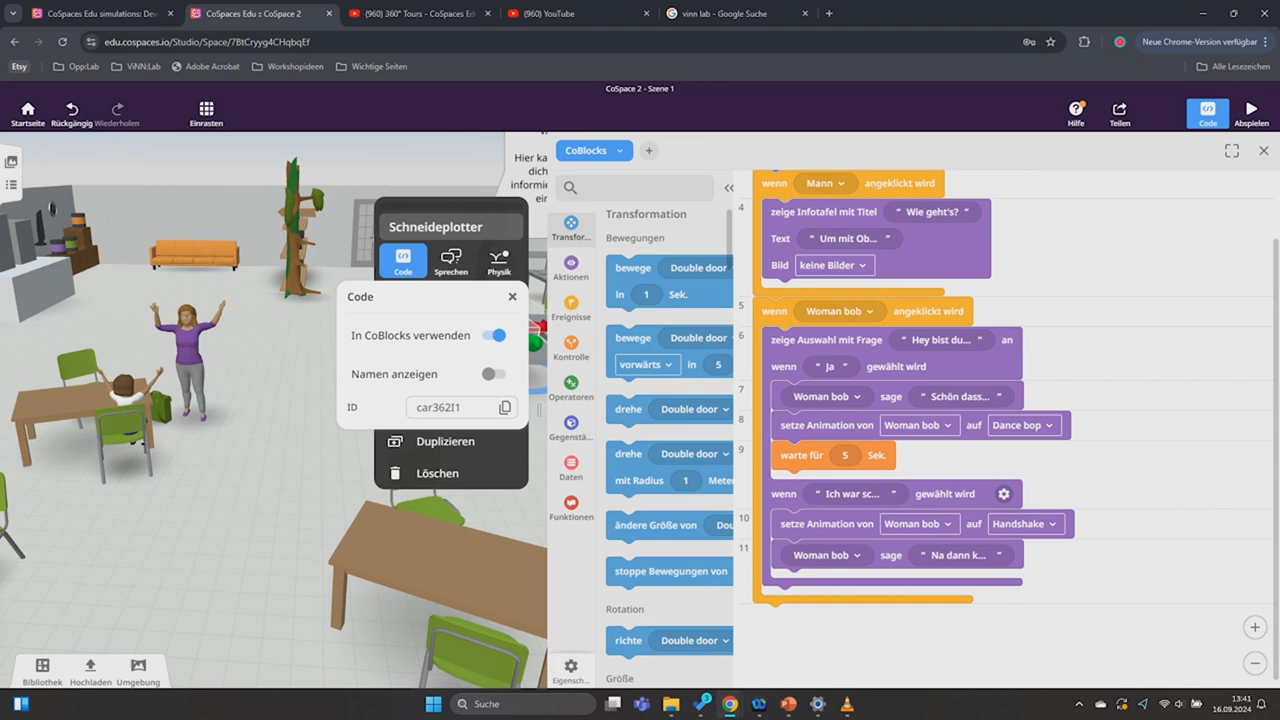 CoSpaces Edu simulations: Dev
CoSpaces Edu :: CoSpace 2
(960) 360° Tours – CoSpaces Ed
(960) YouTube
vinn lab - Google Suche
edu.cospaces.io/Studio/Space/7BtCryyg4CHqbqEf
Neue Chrome-Version verfügbar
Etsy
Opp:Lab
ViNN:Lab
Adobe Acrobat
Workshopideen
Wichtige Seiten
Alle Lesezeichen
CoSpace 2 - Szene 1
Startseite
Rückgängig
Wiederholen
Einrasten
Hilfe
Teilen
Code
Abspielen
Hier ka
dich
informie
ein
Schneideplotter
Code
Sprechen
Physik
Code
In CoBlocks verwenden
Namen anzeigen
ID
car362I1
Duplizieren
Löschen
Bibliothek
Hochladen
Umgebung
CoBlocks
Transfor...
Aktionen
Ereignisse
Kontrolle
Operatoren
Gegenstä...
Daten
Funktionen
Eigensch...
Transformation
Bewegungen
bewege Double door
in 1 Sek.
bewege Double door
vorwärts in 5
drehe Double door
drehe Double door
mit Radius 1 Mete
ändere Größe von Dou
stoppe Bewegungen von
Rotation
richte Double door
Größe
wenn Mann angeklickt wird
4 zeige Infotafel mit Titel “ Wie geht's? ”
Text “ Um mit Ob... ”
Bild keine Bilder
5 wenn Woman bob angeklickt wird
6 zeige Auswahl mit Frage “ Hey bist du... ” an
wenn “ Ja ” gewählt wird
7 Woman bob sage “ Schön dass... ”
8 setze Animation von Woman bob auf Dance bop
9 warte für 5 Sek.
wenn “ Ich war sc... ” gewählt wird
10 setze Animation von Woman bob auf Handshake
11 Woman bob sage “ Na dann k... ”
Suche
3
13:41
16.09.2024